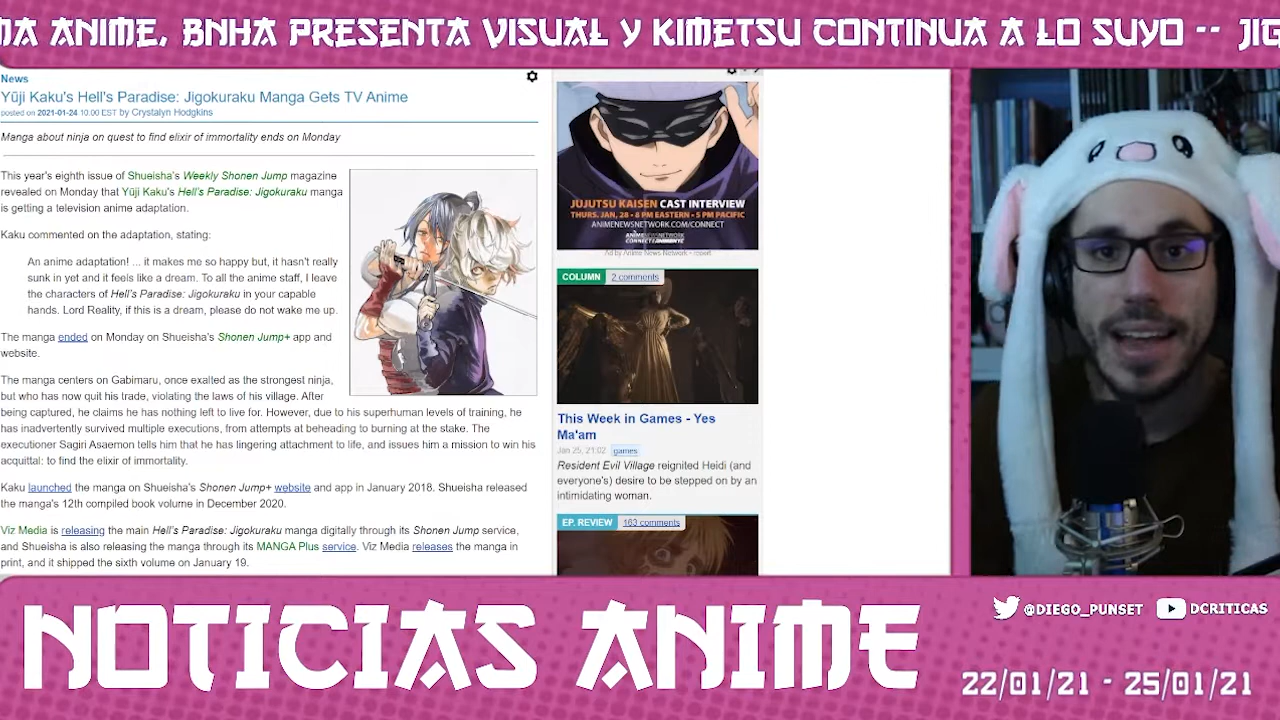 MA ANIME, BNHA PRESENTA VISUAL Y KIMETSU CONTINUA A LO SUYO -- JIG
News
Yūji Kaku's Hell's Paradise: Jigokuraku Manga Gets TV Anime
posted on 2021-01-24 10:00 EST by Crystalyn Hodgkins
Manga about ninja on quest to find elixir of immortality ends on Monday
This year's eighth issue of Shueisha's Weekly Shonen Jump magazine
revealed on Monday that Yūji Kaku's Hell's Paradise: Jigokuraku manga
is getting a television anime adaptation.
Kaku commented on the adaptation, stating:
An anime adaptation! ... it makes me so happy but, it hasn't really
sunk in yet and it feels like a dream. To all the anime staff, I leave
the characters of Hell's Paradise: Jigokuraku in your capable
hands. Lord Reality, if this is a dream, please do not wake me up.
The manga ended on Monday on Shueisha's Shonen Jump+ app and
website.
The manga centers on Gabimaru, once exalted as the strongest ninja,
but who has now quit his trade, violating the laws of his village. After
being captured, he claims he has nothing left to live for. However, due to his superhuman levels of training, he
has inadvertently survived multiple executions, from attempts at beheading to burning at the stake. The
executioner Sagiri Asaemon tells him that he has lingering attachment to life, and issues him a mission to win his
acquittal: to find the elixir of immortality.
Kaku launched the manga on Shueisha's Shonen Jump+ website and app in January 2018. Shueisha released
the manga's 12th compiled book volume in December 2020.
Viz Media is releasing the main Hell's Paradise: Jigokuraku manga digitally through its Shonen Jump service,
and Shueisha is also releasing the manga through its MANGA Plus service. Viz Media releases the manga in
print, and it shipped the sixth volume on January 19.
JUJUTSU KAISEN CAST INTERVIEW
THURS. JAN, 28 - 8 PM EASTERN - 5 PM PACIFIC
ANIMENEWSNETWORK.COM/CONNECT
Ad by Anime News Network - report
COLUMN 2 comments
This Week in Games - Yes
Ma'am
Jan 25, 21:02 games
Resident Evil Village reignited Heidi (and
everyone's) desire to be stepped on by an
intimidating woman.
EP. REVIEW 163 comments
NOTICIAS ANIME
@DIEGO_PUNSET DCRITICAS
22/01/21 - 25/01/21